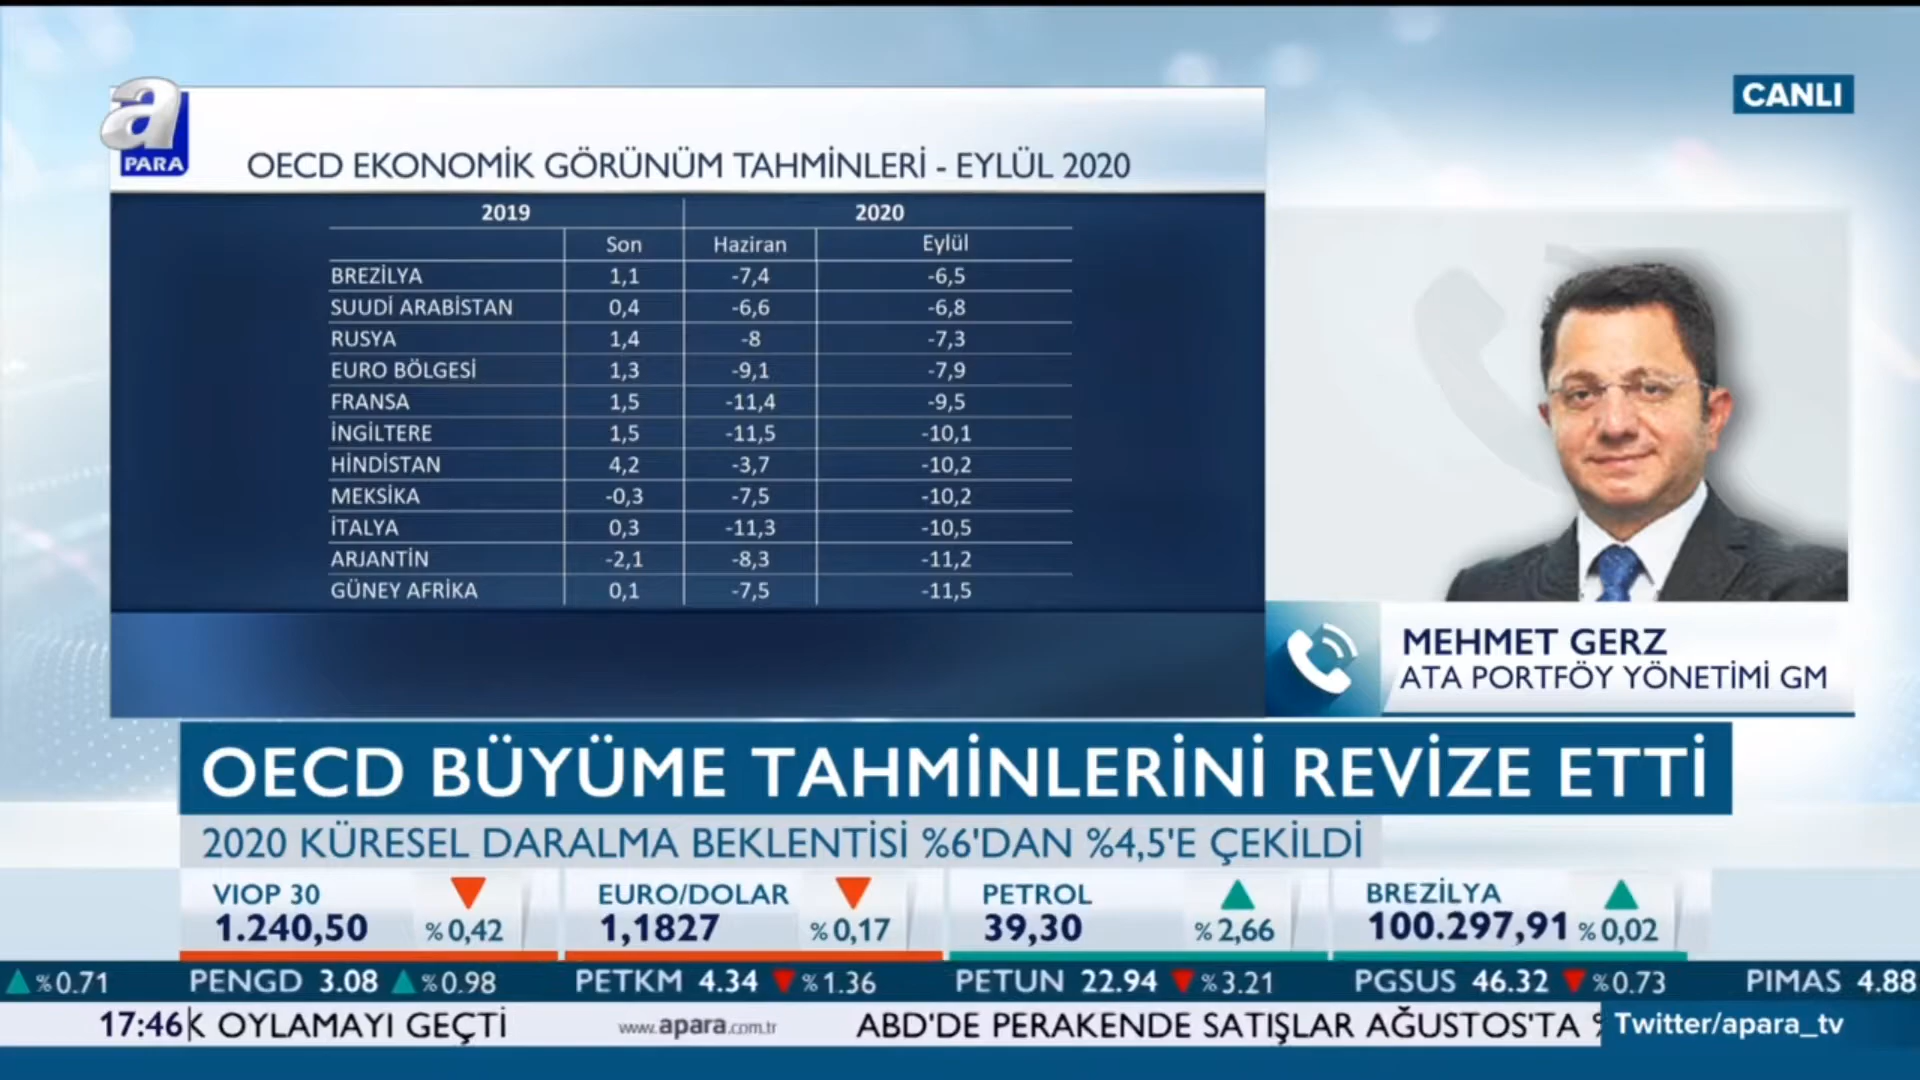 a
PARA
CANLI
OECD EKONOMİK GÖRÜNÜM TAHMİNLERİ - EYLÜL 2020
2019 2020
Son Haziran Eylül
BREZİLYA 1,1 -7,4 -6,5
SUUDİ ARABİSTAN 0,4 -6,6 -6,8
RUSYA 1,4 -8 -7,3
EURO BÖLGESİ 1,3 -9,1 -7,9
FRANSA 1,5 -11,4 -9,5
İNGİLTERE 1,5 -11,5 -10,1
HİNDİSTAN 4,2 -3,7 -10,2
MEKSİKA -0,3 -7,5 -10,2
İTALYA 0,3 -11,3 -10,5
ARJANTİN -2,1 -8,3 -11,2
GÜNEY AFRİKA 0,1 -7,5 -11,5
MEHMET GERZ
ATA PORTFÖY YÖNETİMİ GM
OECD BÜYÜME TAHMİNLERİNİ REVİZE ETTİ
2020 KÜRESEL DARALMA BEKLENTİSİ %6'DAN %4,5'E ÇEKİLDİ
VIOP 30 EURO/DOLAR PETROL BREZİLYA
1.240,50 %0,42 1,1827 %0,17 39,30 %2,66 100.297,91 %0,02
%0.71 PENGD 3.08 %0.98 PETKM 4.34 %1.36 PETUN 22.94 %3.21 PGSUS 46.32 %0.73 PIMAS 4.88
17:46 K OYLAMAYI GEÇTİ www.apara.com.tr ABD'DE PERAKENDE SATIŞLAR AĞUSTOS'TA Twitter/apara_tv